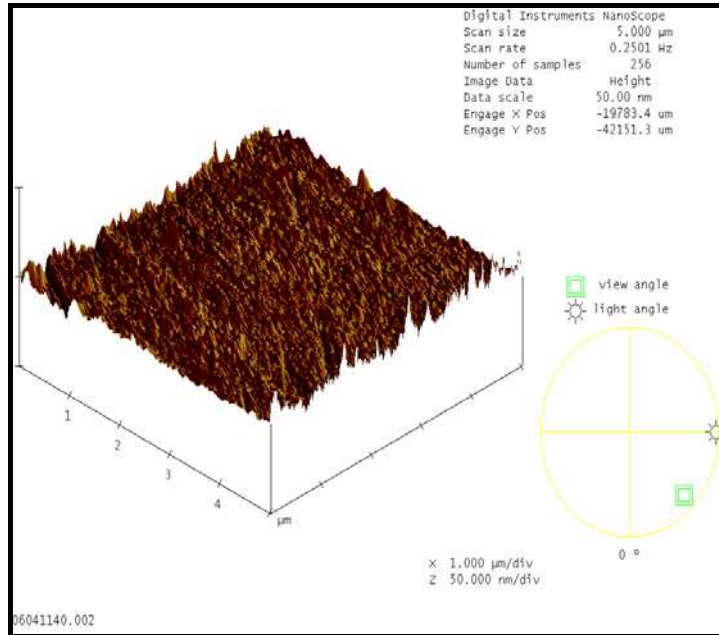 Digital Instruments NanoScope
Scan size 5.000 µm
Scan rate 0.2501 Hz
Number of samples 256
Image Data Height
Data scale 50.00 nm
Engage X Pos -19783.4 um
Engage Y Pos -42151.3 um
view angle
light angle
1
2
3
4
µm
0 °
X 1.000 µm/div
Z 50.000 nm/div
06041140.002